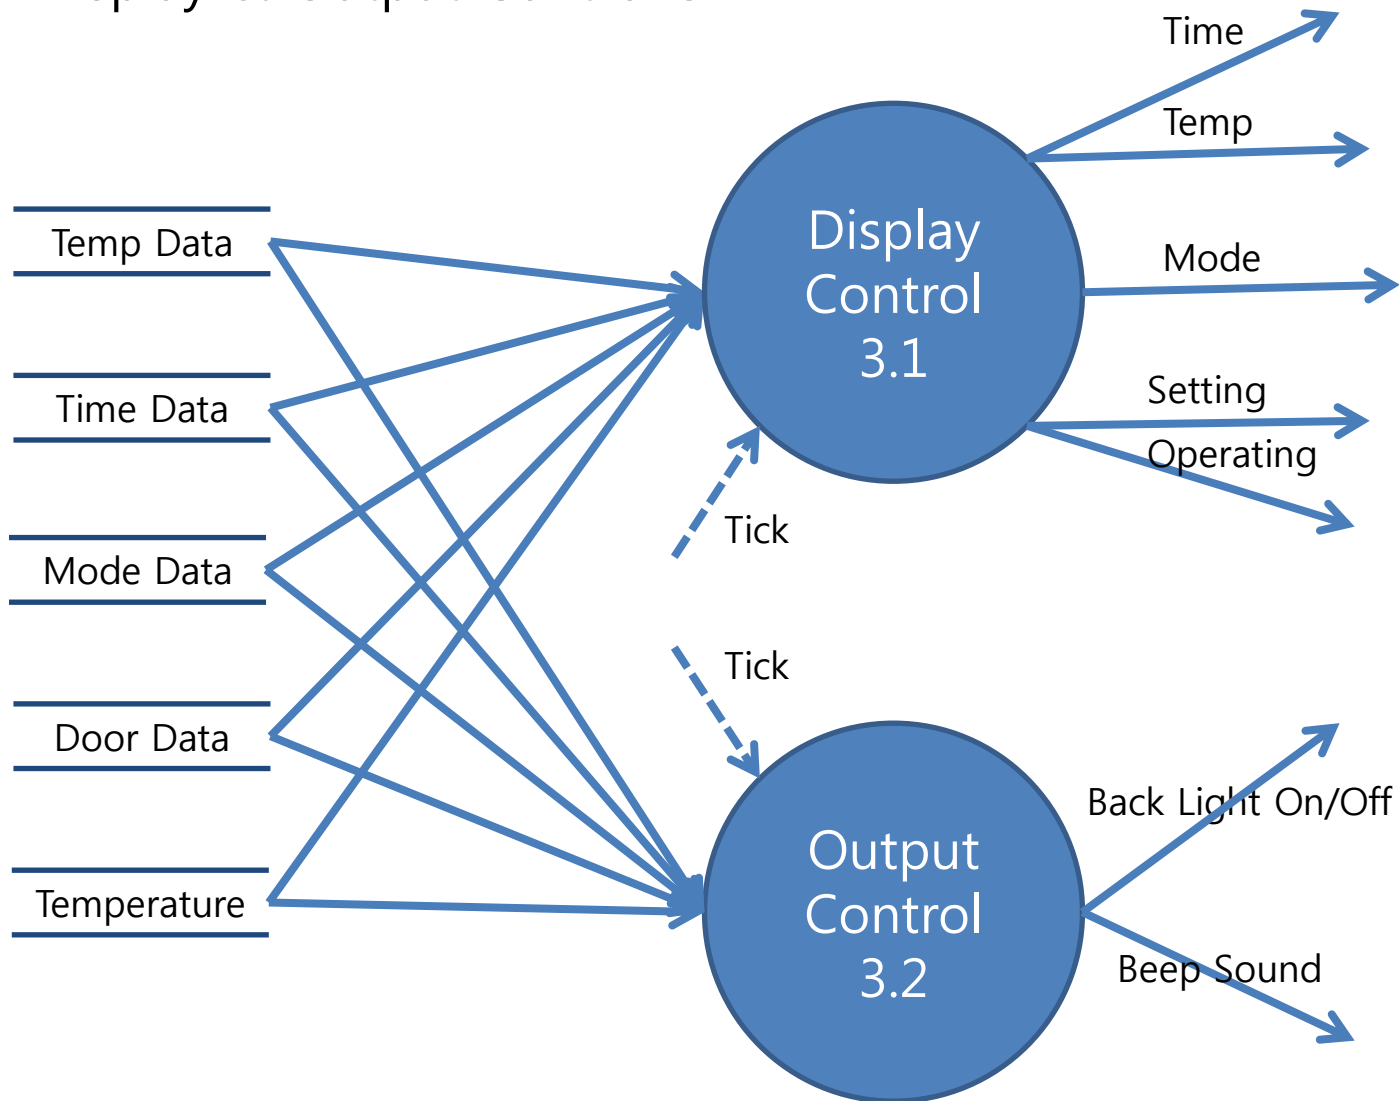 Time
Temp
Display
Control
3.1
Mode
Setting
Operating
Tick
Temp Data
Time Data
Mode Data
Door Data
Temperature
Tick
Output
Control
3.2
Back Light On/Off
Beep Sound